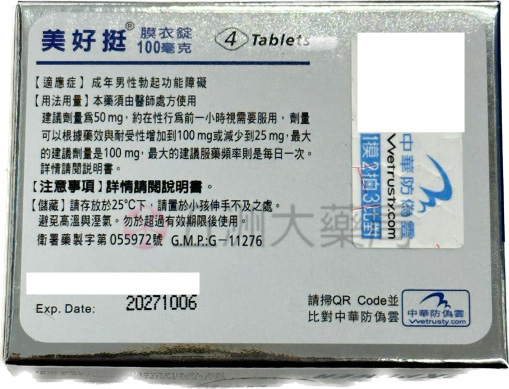 美好挺® 膜衣錠
100毫克
4 Tablets
【適應症】成年男性勃起功能障礙
【用法用量】本藥須由醫師處方使用
建議劑量為50mg，約在性行為前一小時視需要服用，劑量
可以根據藥效與耐受性增加到100mg或減少到25mg，最大
的建議劑量是100mg，最大的建議服藥頻率則是每日一次。
詳情請閱說明書。
【注意事項】詳情請閱說明書。
【儲藏】請存放於25°C下，請置於小孩伸手不及之處。
避免高溫與溼氣。勿於超過有效期限後使用。
衛署藥製字第055972號 G.M.P.:G-11276
Exp. Date: 20271006
請掃QR Code並
比對中華防偽雲
中華防偽雲
Vvetrusty.com
中華防偽雲
Vvetrusty.com
大藥